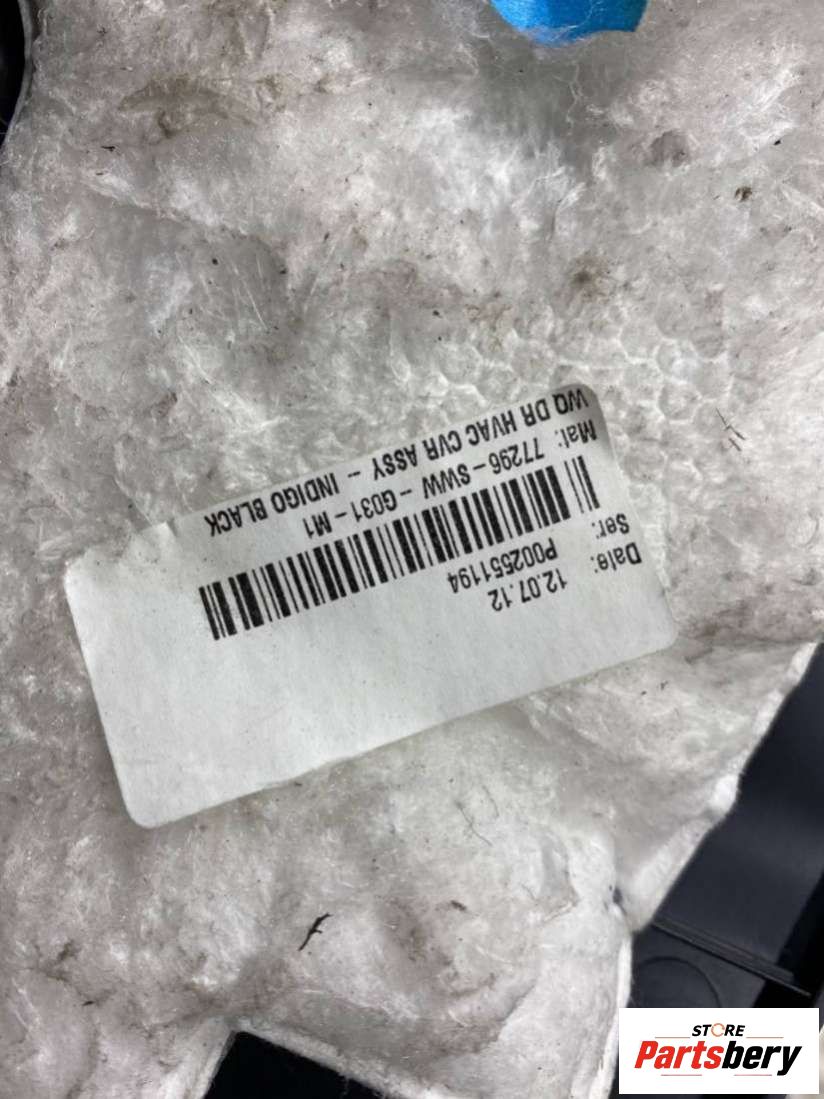 WQ DR HVAC CVR ASSY - INDIGO BLACK
Mat: 77296-SWW-G031-M1
Ser: P002551194
Date: 12.07.12
STORE
Partsbery